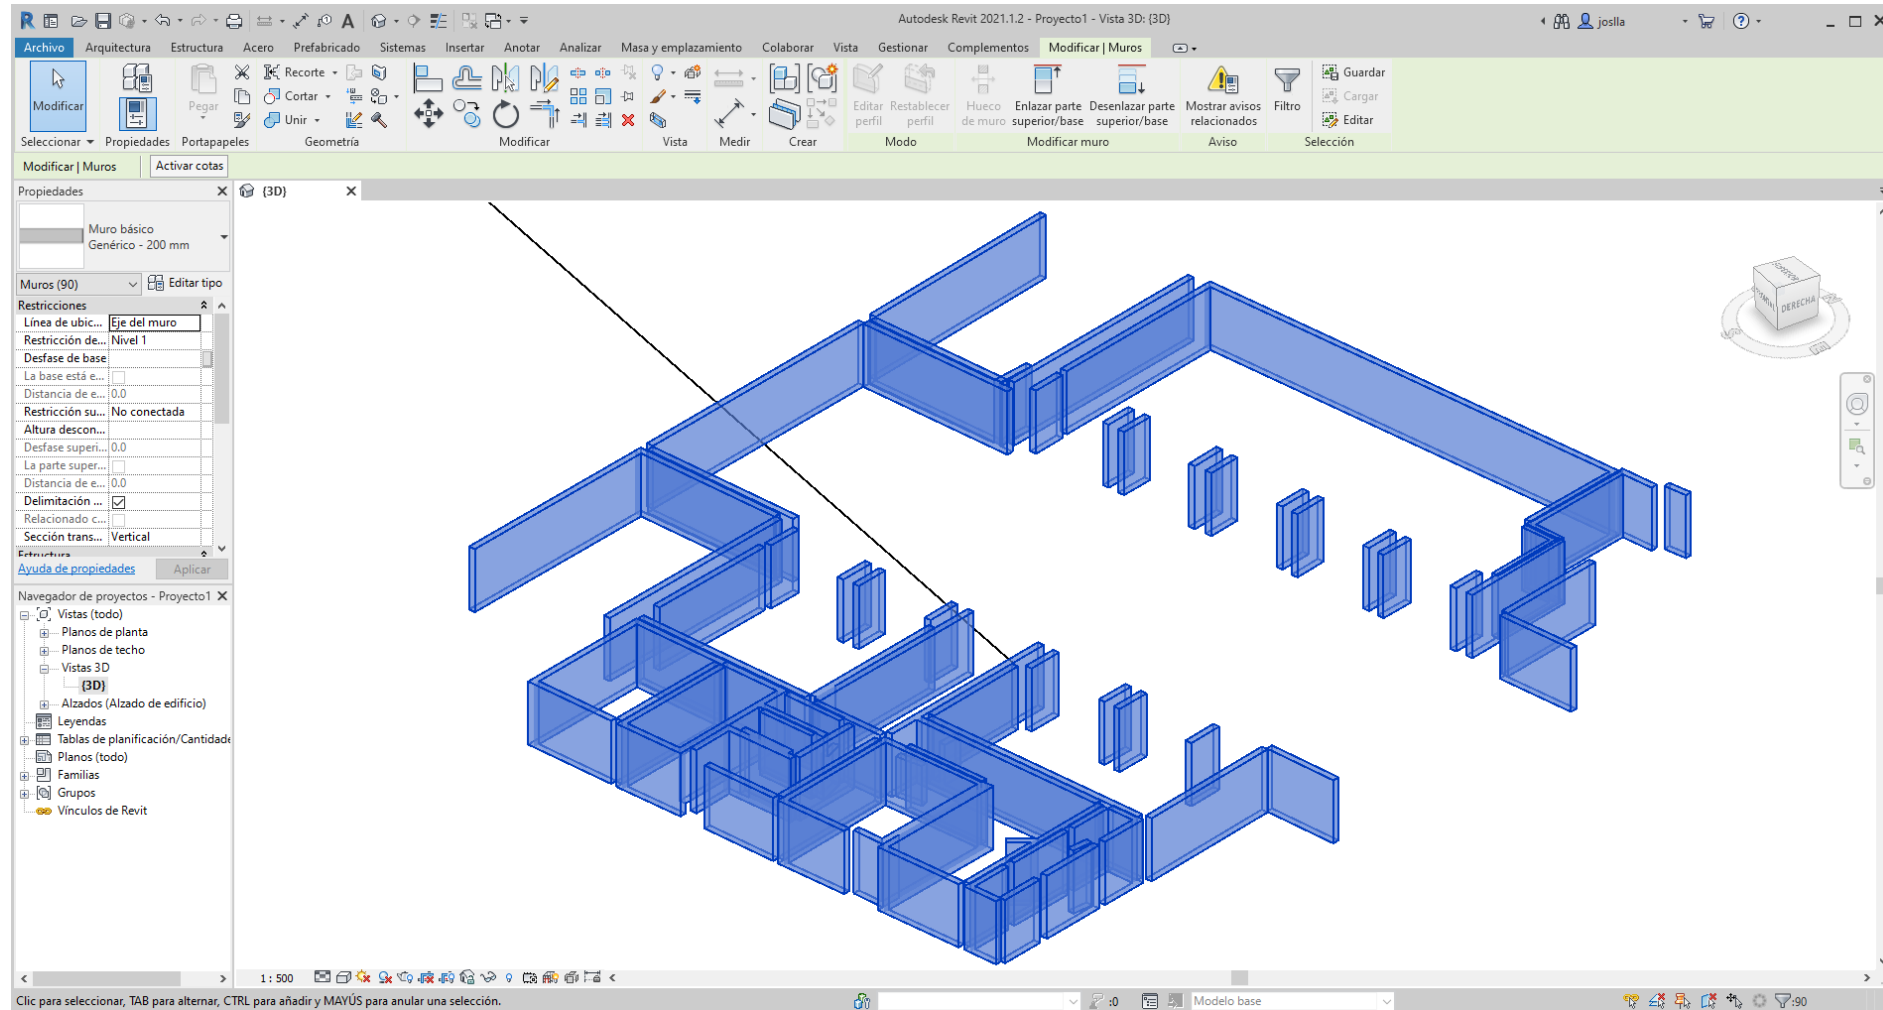 Autodesk Revit 2021.1.2 - Proyecto1 - Vista 3D: {3D}
joslla
Archivo Arquitectura Estructura Acero Prefabricado Sistemas Insertar Anotar Analizar Masa y emplazamiento Colaborar Vista Gestionar Complementos Modificar | Muros
Modificar
Pegar
Recorte
Cortar
Unir
Editar perfil
Restablecer perfil
Hueco de muro
Enlazar parte superior/base
Desenlazar parte superior/base
Mostrar avisos relacionados
Filtro
Guardar
Cargar
Editar
Seleccionar Propiedades Portapapeles Geometría Modificar Vista Medir Crear Modo Modificar muro Aviso Selección
Modificar | Muros
Activar cotas
Propiedades
{3D}
Muro básico
Genérico - 200 mm
Muros (90)
Editar tipo
Restricciones
Línea de ubic... Eje del muro
Restricción de... Nivel 1
Desfase de base
La base está e...
Distancia de e... 0.0
Restricción su... No conectada
Altura descon...
Desfase superi... 0.0
La parte super...
Distancia de e... 0.0
Delimitación ...
Relacionado c...
Sección trans... Vertical
Estructura
Ayuda de propiedades
Aplicar
Navegador de proyectos - Proyecto1
Vistas (todo)
Planos de planta
Planos de techo
Vistas 3D
{3D}
Alzados (Alzado de edificio)
Leyendas
Tablas de planificación/Cantidade
Planos (todo)
Familias
Grupos
Vínculos de Revit
DERECHA
1 : 500
Clic para seleccionar, TAB para alternar, CTRL para añadir y MAYÚS para anular una selección.
:0
Modelo base
:90